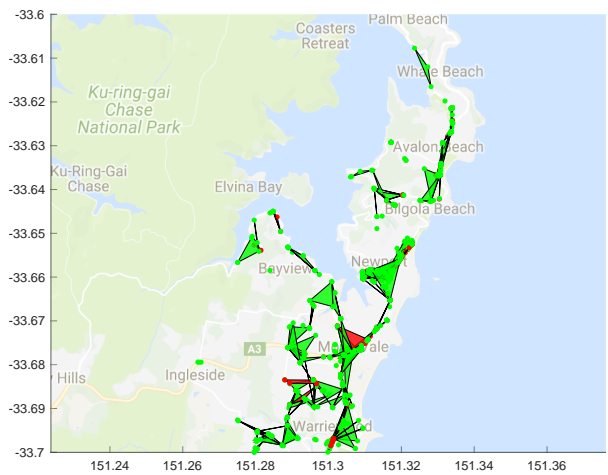 -33.6
Palm Beach
Coasters
Retreat
Whale Beach
-33.61
Ku-ring-gai
Chase
National Park
-33.62
Avalon Beach
-33.63
Ku-Ring-Gai
Chase
Elvina Bay
-33.64
Bilgola Beach
-33.65
Newport
Bayview
-33.66
-33.67
A3
-33.68
Hills
Ingleside
-33.69
-33.7
151.24
151.26
151.28
151.3
151.32
151.34
151.36